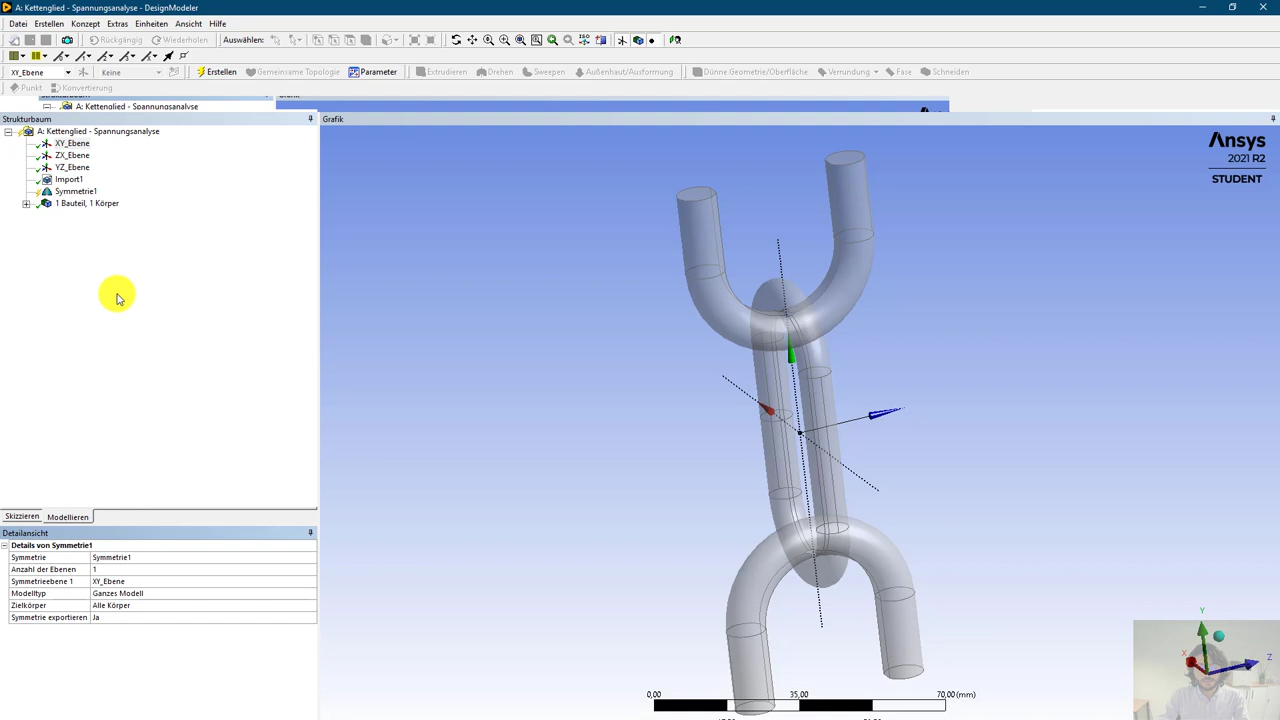 A: Kettenglied - Spannungsanalyse - DesignModeler
Datei Erstellen Konzept Extras Einheiten Ansicht Hilfe
Rückgängig Wiederholen Auswählen:
XY_Ebene Keine Erstellen Gemeinsame Topologie Parameter Extrudieren Drehen Sweepen Außenhaut/Ausformung Dünne Geometrie/Oberfläche Verrundung Fase Schneiden
Punkt Konvertierung
A: Kettenglied - Spannungsanalyse
Strukturbaum Grafik
A: Kettenglied - Spannungsanalyse
XY_Ebene
ZX_Ebene
YZ_Ebene
Import1
Symmetrie1
1 Bauteil, 1 Körper
Ansys
2021 R2
STUDENT
Skizzieren Modellieren
Detailansicht
Details von Symmetrie1
Symmetrie Symmetrie1
Anzahl der Ebenen 1
Symmetrieebene 1 XY_Ebene
Modelltyp Ganzes Modell
Zielkörper Alle Körper
Symmetrie exportieren Ja
0,00 35,00 70,00 (mm)
Y
X
Z